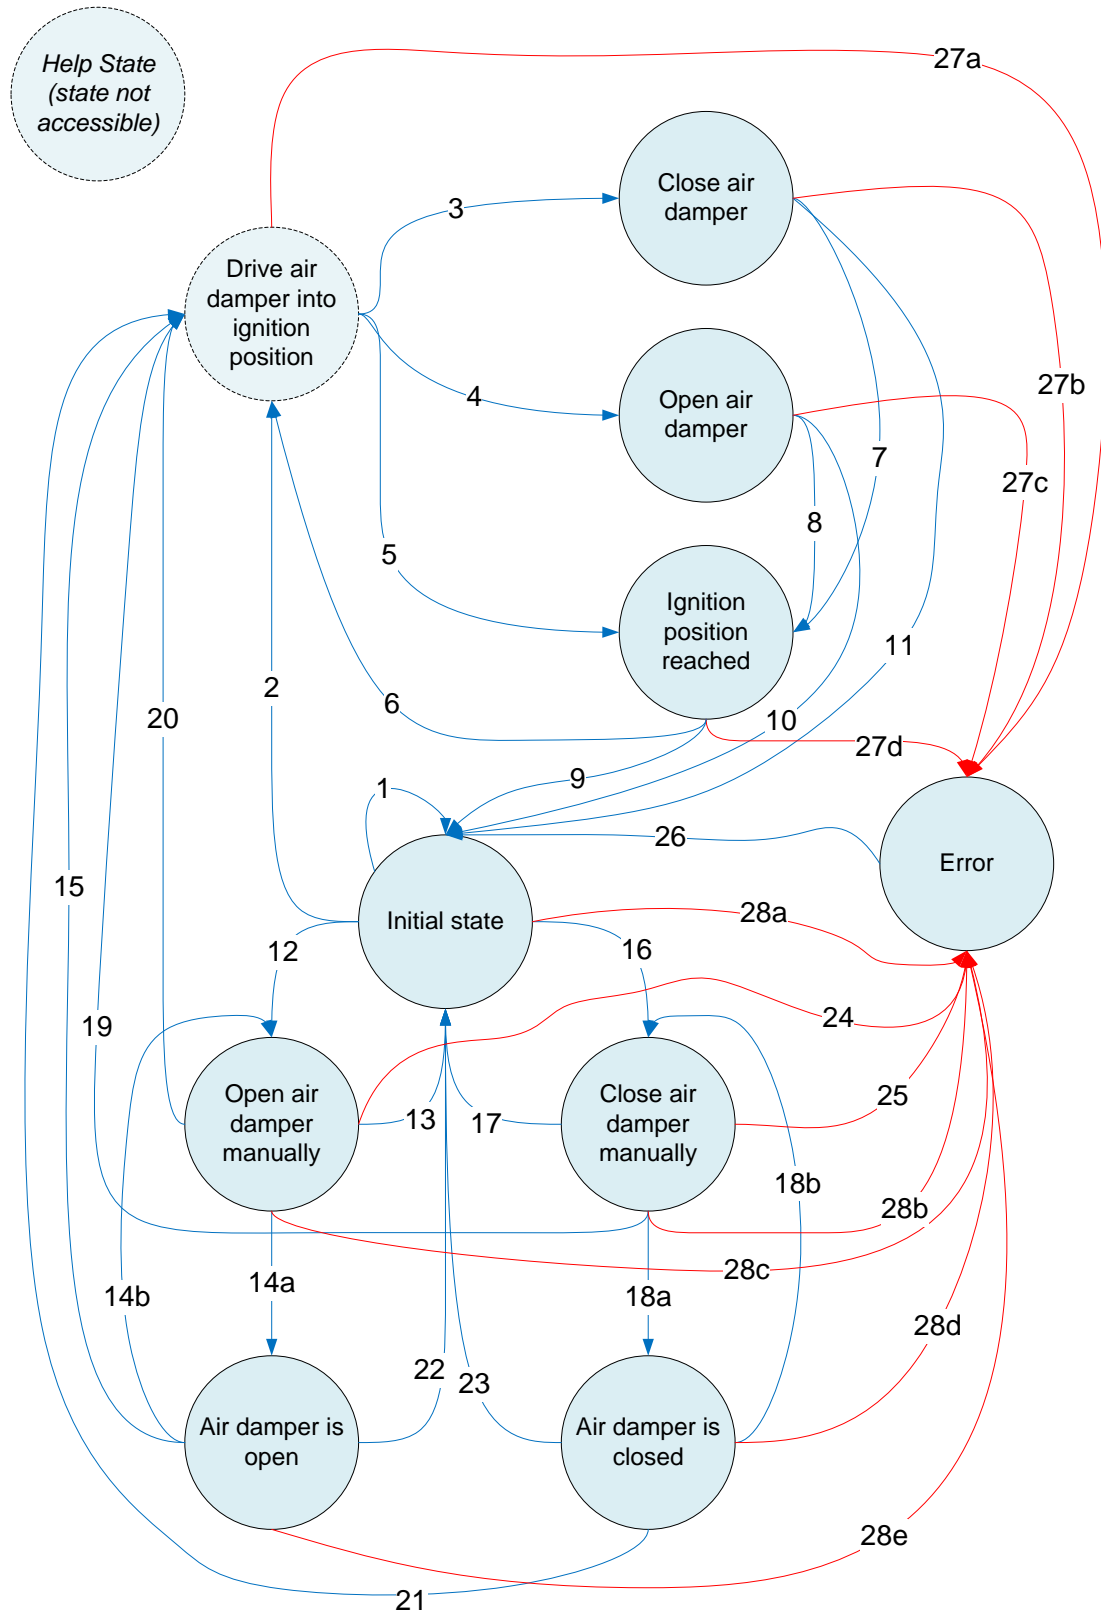 Help State
(state not
accessible)
27a
Close air
damper
3
Drive air
damper into
ignition
position
27b
Open air
damper
4
7
27c
8
5
Ignition
position
reached
11
2
6
20
10
27d
9
1
26
Error
15
Initial state
28a
12
16
19
24
Open air
damper
manually
Close air
damper
manually
25
13
17
18b
28b
28c
14a
14b
18a
28d
22
23
Air damper is
open
Air damper is
closed
28e
21